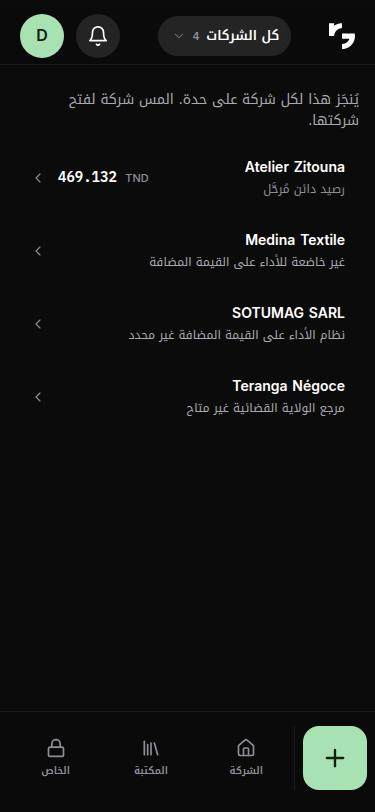 كل الشركات 4
D
يُنجَز هذا لكل شركة على حدة. المس شركة لفتح
شركتها.
Atelier Zitouna
رصيد دائن مُرحَّل
469.132 TND
Medina Textile
غير خاضعة للأداء على القيمة المضافة
SOTUMAG SARL
نظام الأداء على القيمة المضافة غير محدد
Teranga Négoce
مرجع الولاية القضائية غير متاح
الشركة
المكتبة
الخاص